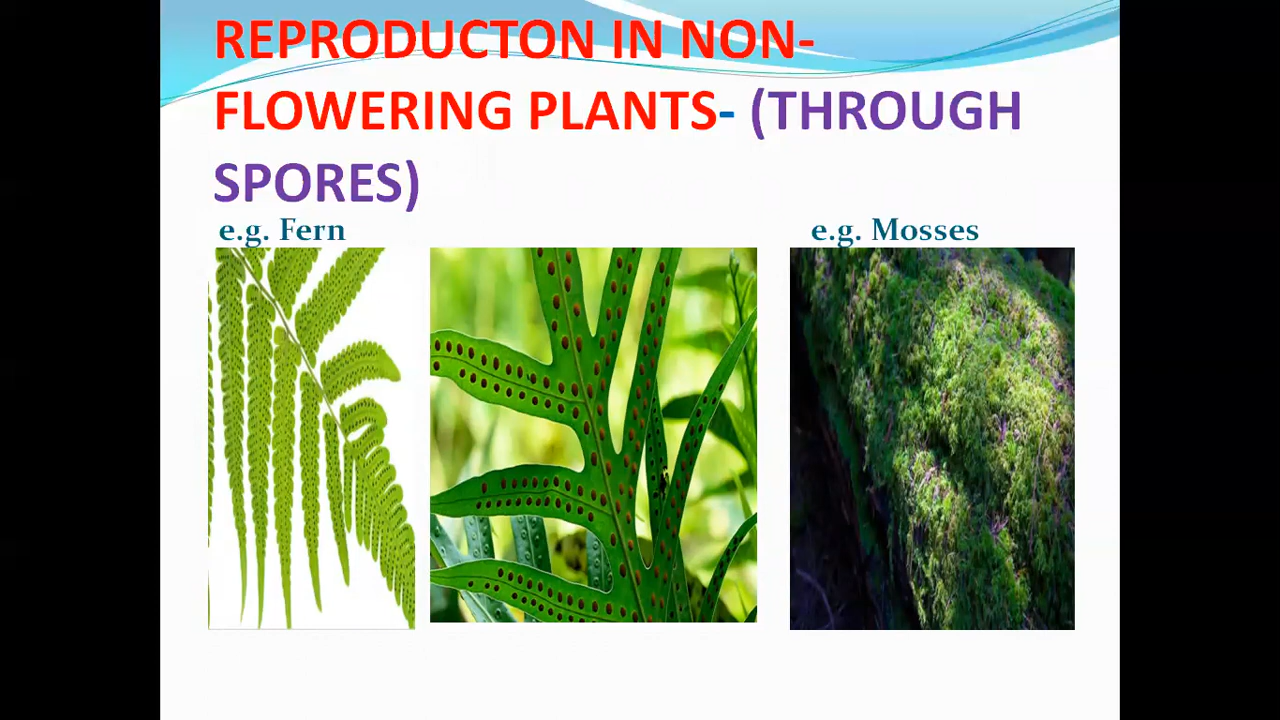 REPRODUCTON IN NON-
FLOWERING PLANTS- (THROUGH
SPORES)
e.g. Fern
e.g. Mosses